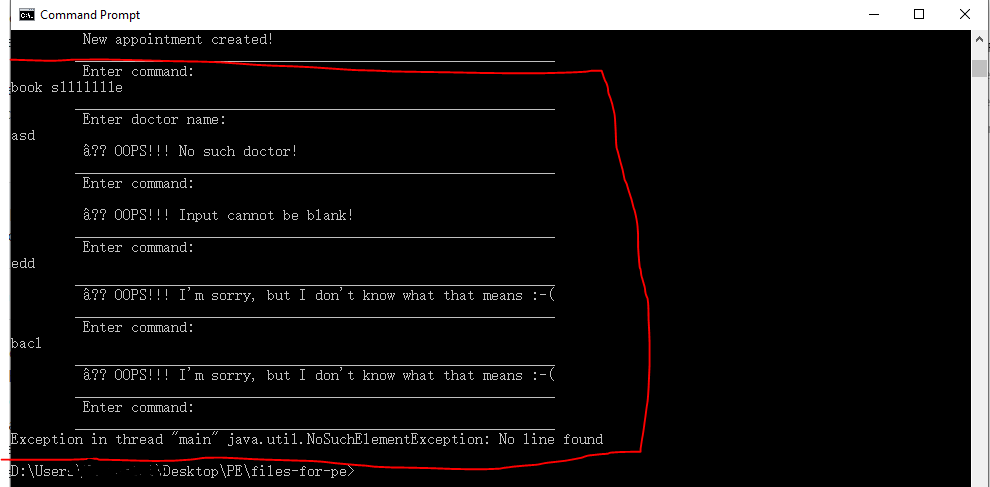 Command Prompt
New appointment created!
Enter command:
book s1111111e
Enter doctor name:
asd
â?? OOPS!!! No such doctor!
Enter command:
â?? OOPS!!! Input cannot be blank!
Enter command:
edd
â?? OOPS!!! I'm sorry, but I don't know what that means :-(
Enter command:
bacl
â?? OOPS!!! I'm sorry, but I don't know what that means :-(
Enter command:
Exception in thread "main" java.util.NoSuchElementException: No line found
D:\Users\ \Desktop\PE\files-for-pe>